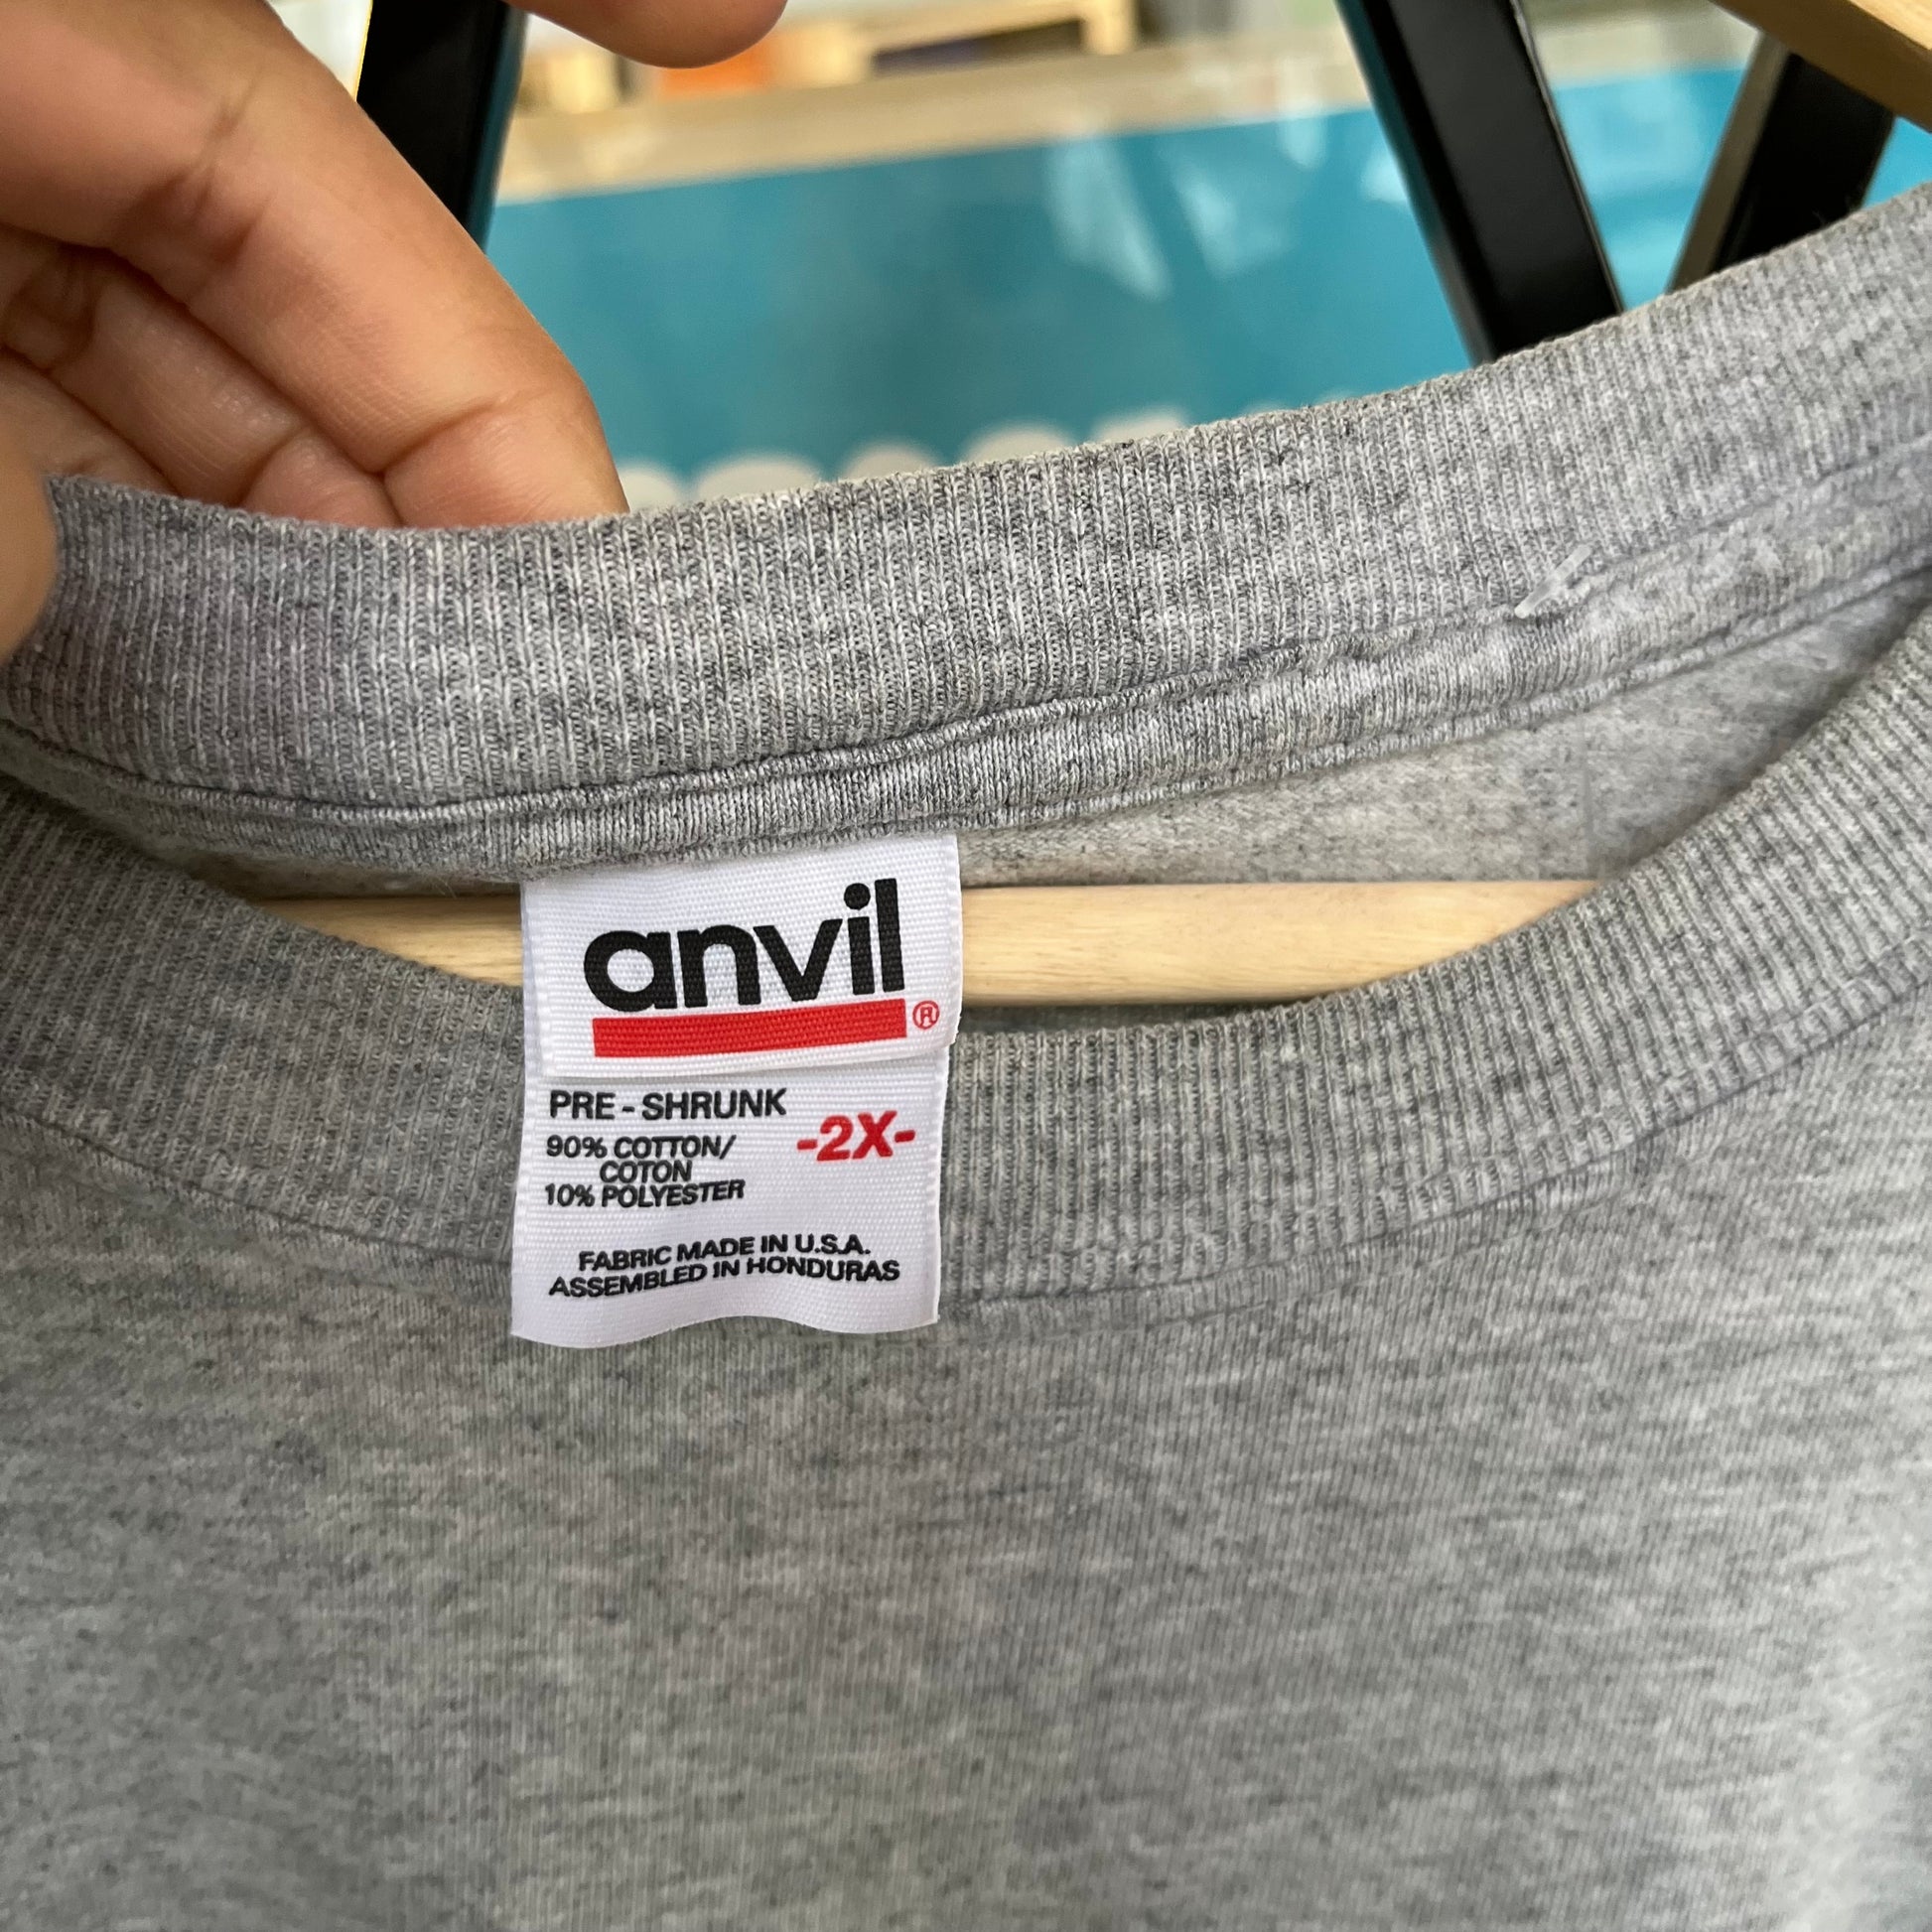 anvil®
PRE-SHRUNK
-2X-
90% COTTON/
COTON
10% POLYESTER
FABRIC MADE IN U.S.A.
ASSEMBLED IN HONDURAS